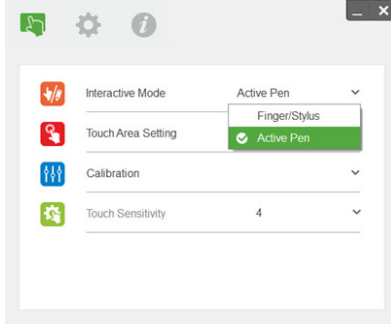 Interactive Mode Active Pen
Finger/Stylus
Touch Area Setting
Active Pen
Calibration
Touch Sensitivity 4